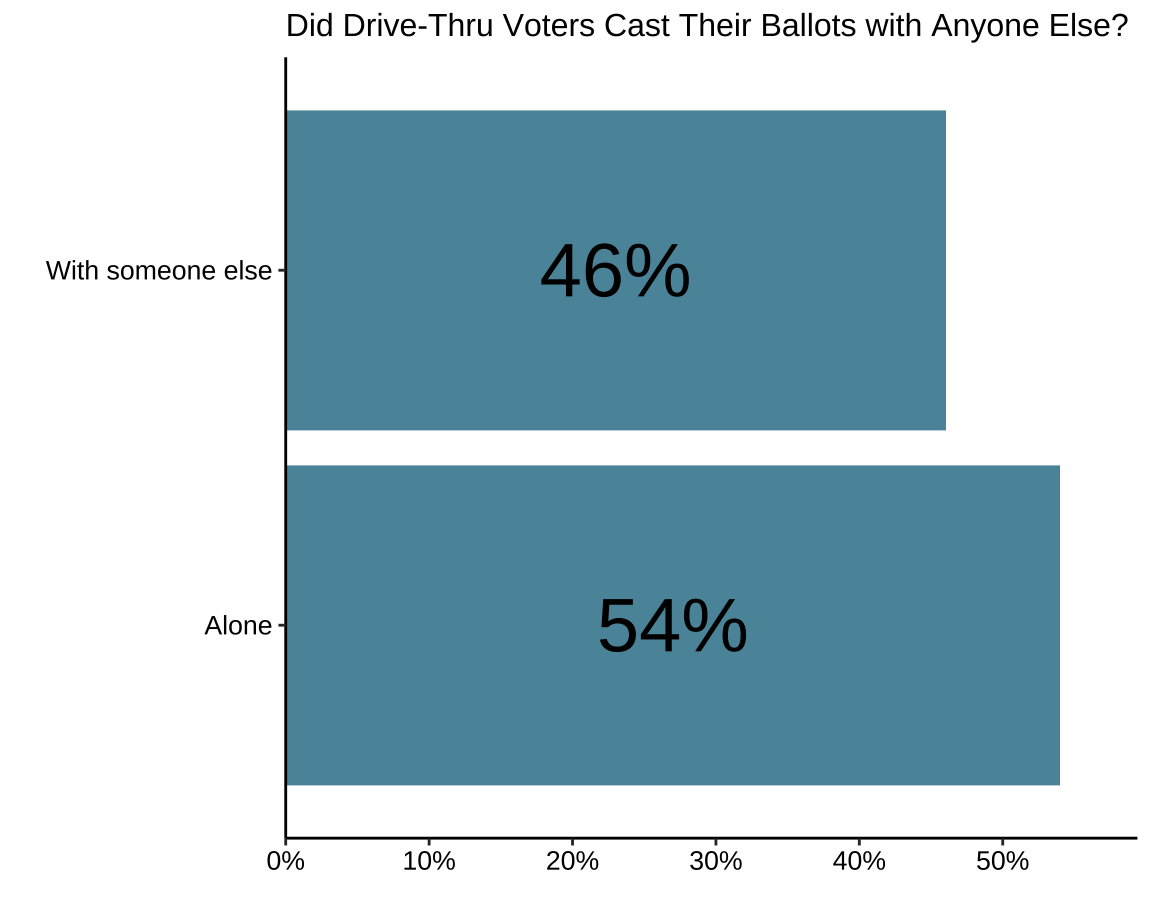 Did Drive-Thru Voters Cast Their Ballots with Anyone Else?
With someone else
46%
Alone
54%
0% 10% 20% 30% 40% 50%